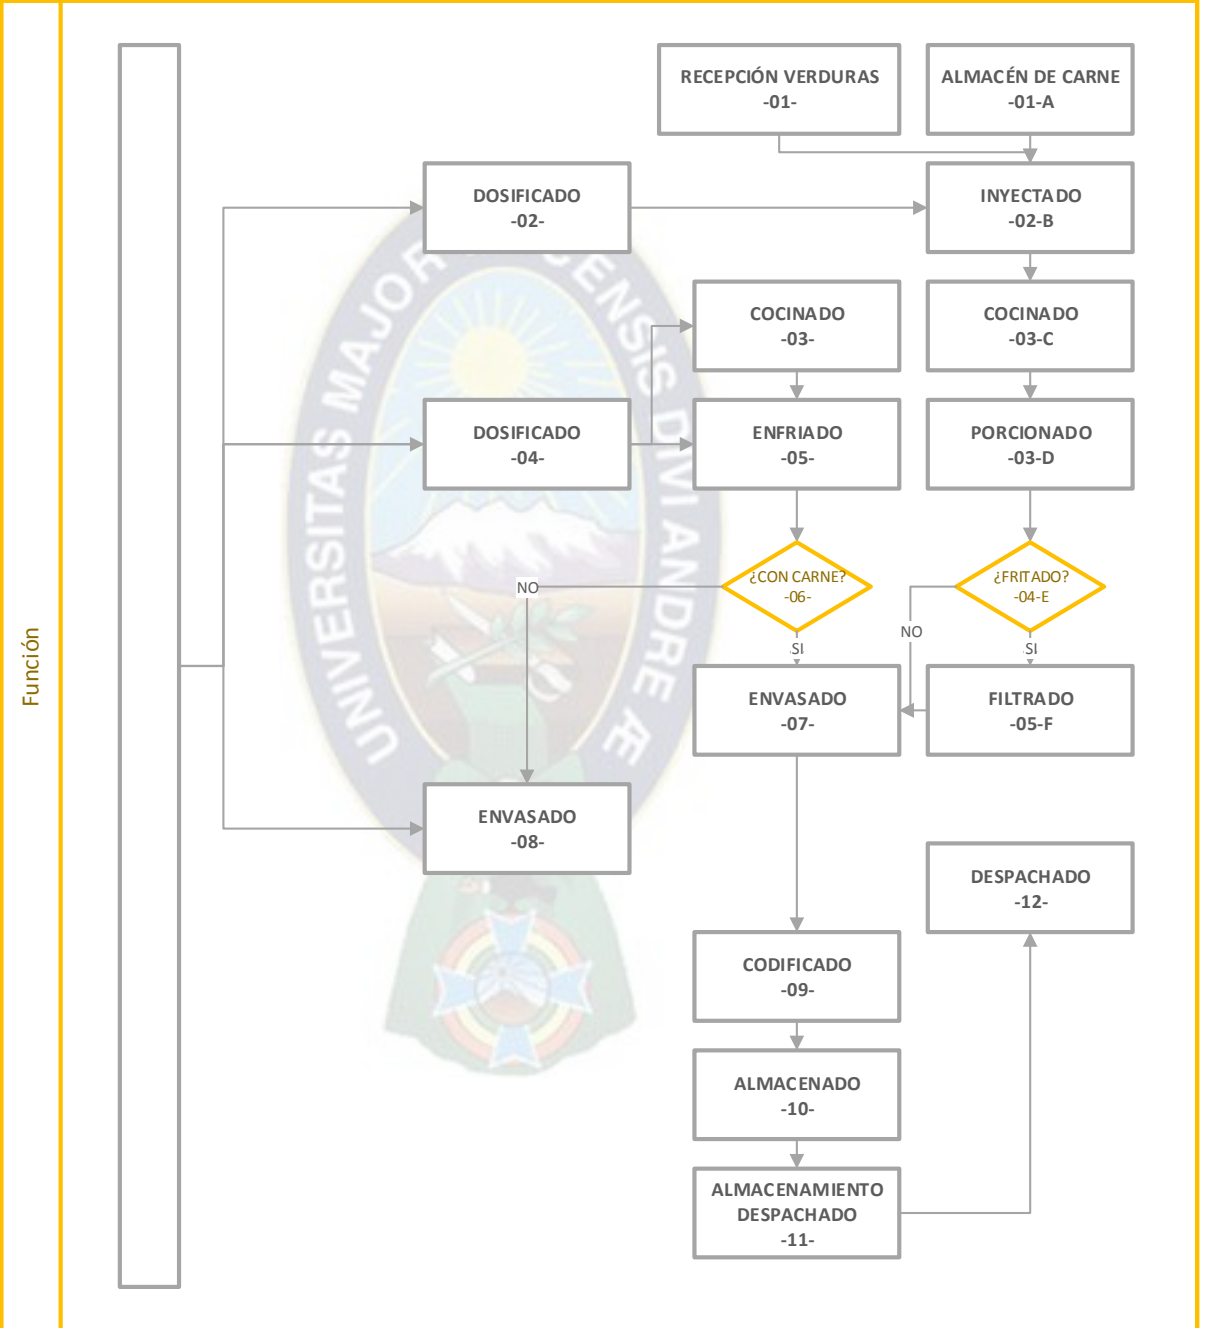 Función
RECEPCIÓN VERDURAS
-01-
ALMACÉN DE CARNE
-01-A
DOSIFICADO
-02-
INYECTADO
-02-B
COCINADO
-03-
COCINADO
-03-C
DOSIFICADO
-04-
ENFRIADO
-05-
PORCIONADO
-03-D
¿CON CARNE?
-06-
¿FRITADO?
-04-E
NO
NO
SI
SI
ENVASADO
-07-
FILTRADO
-05-F
ENVASADO
-08-
DESPACHADO
-12-
CODIFICADO
-09-
ALMACENADO
-10-
ALMACENAMIENTO
DESPACHADO
-11-
UNIVERSITAS MAJOR PACENSIS DIVI ANDRE Æ